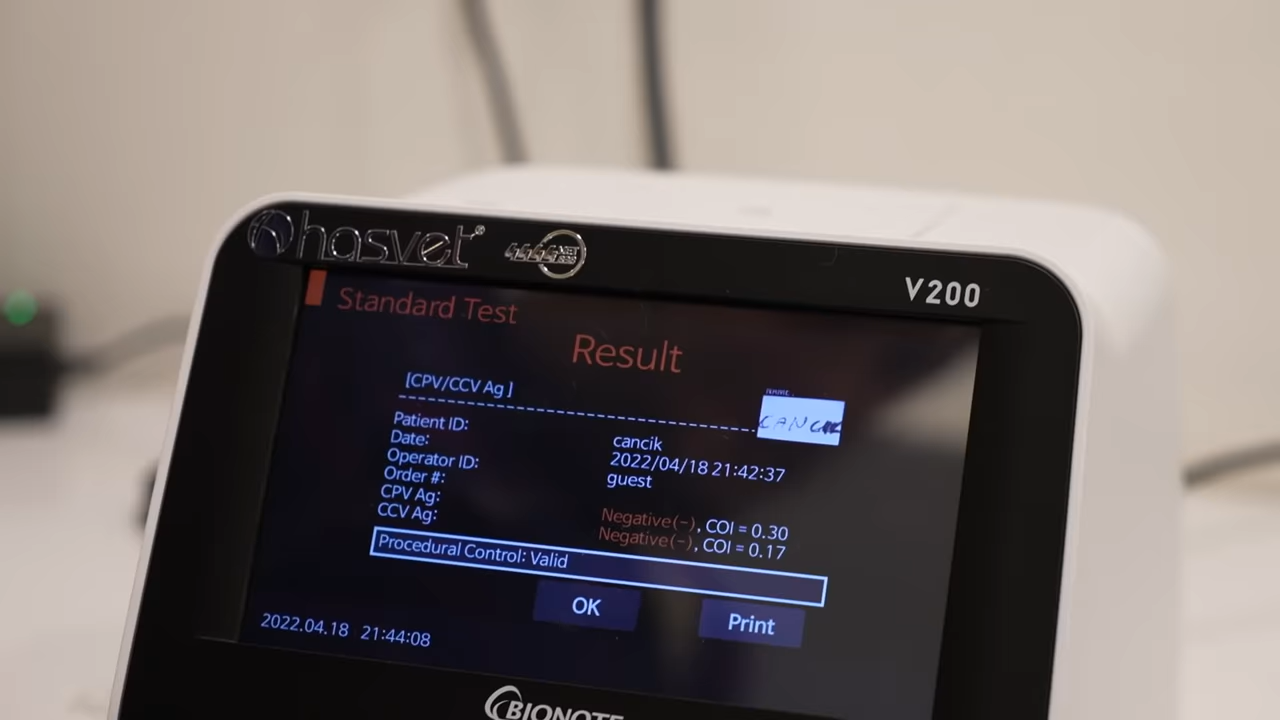 hasvet®
V200
Standard Test
Result
[CPV/CCV Ag ]
NAME:
CANCIK
Patient ID: cancik
Date: 2022/04/18 21:42:37
Operator ID: guest
Order #:
CPV Ag: Negative(-), COI = 0.30
CCV Ag: Negative(-), COI = 0.17
Procedural Control: Valid
OK
Print
2022.04.18 21:44:08
BIONOTE